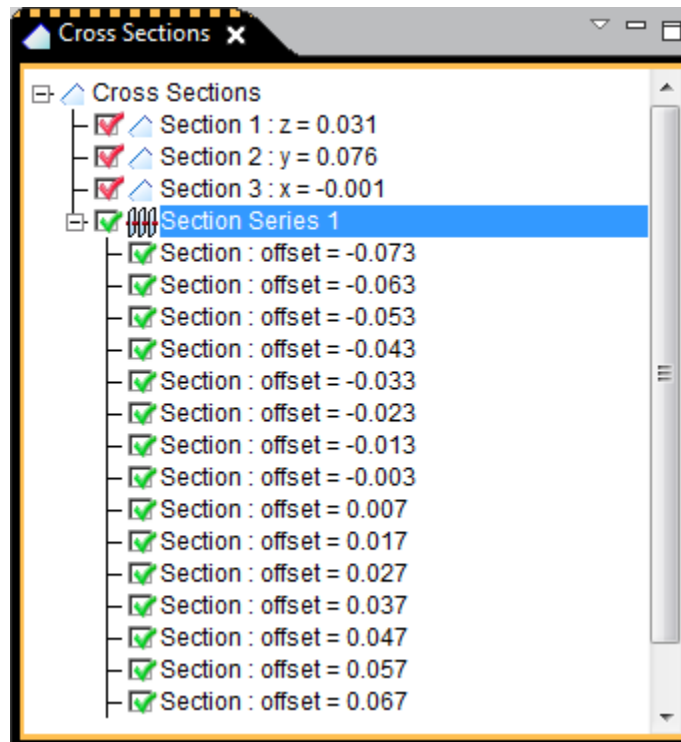 Cross Sections
Cross Sections
Section 1 : z = 0.031
Section 2 : y = 0.076
Section 3 : x = -0.001
Section Series 1
Section : offset = -0.073
Section : offset = -0.063
Section : offset = -0.053
Section : offset = -0.043
Section : offset = -0.033
Section : offset = -0.023
Section : offset = -0.013
Section : offset = -0.003
Section : offset = 0.007
Section : offset = 0.017
Section : offset = 0.027
Section : offset = 0.037
Section : offset = 0.047
Section : offset = 0.057
Section : offset = 0.067